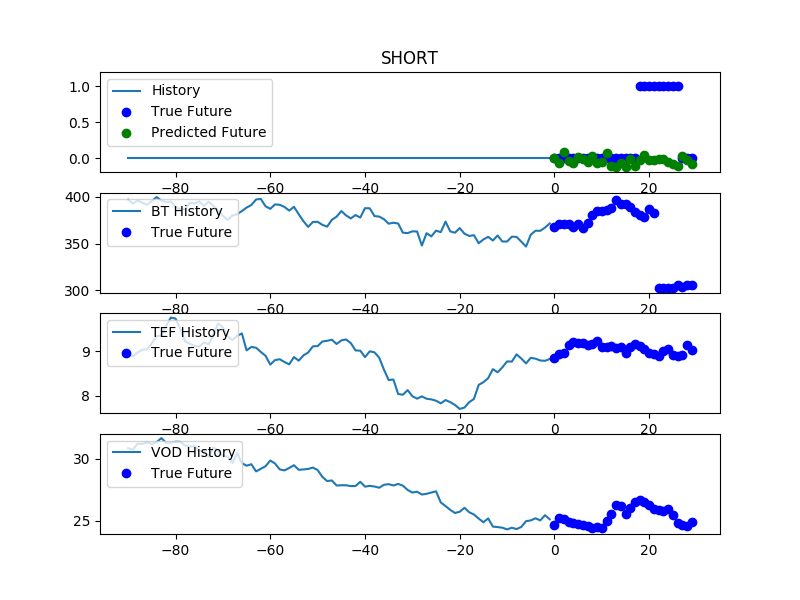 SHORT
1.0
0.5
0.0
History
True Future
Predicted Future
−80 −60 −40 −20 0 20
400
350
300
BT History
True Future
−80 −60 −40 −20 0 20
9
8
TEF History
True Future
−80 −60 −40 −20 0 20
30
25
VOD History
True Future
−80 −60 −40 −20 0 20